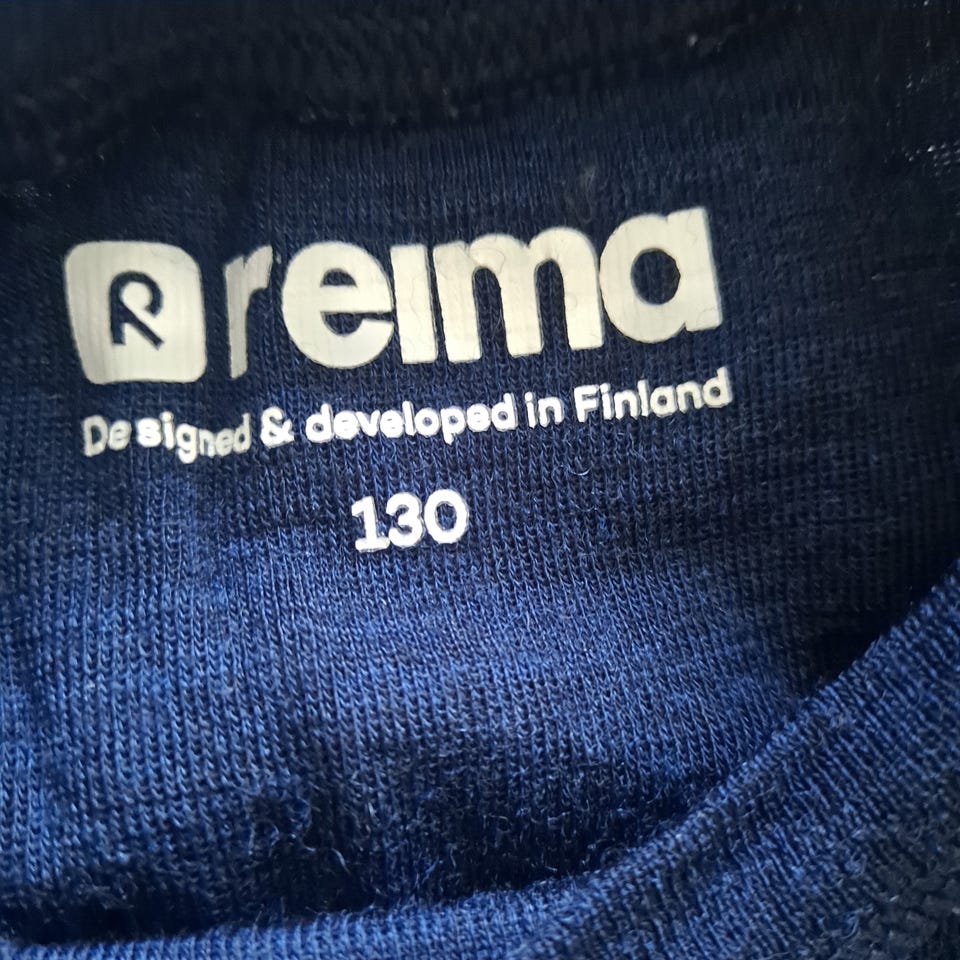 reima
Designed & developed in Finland
130